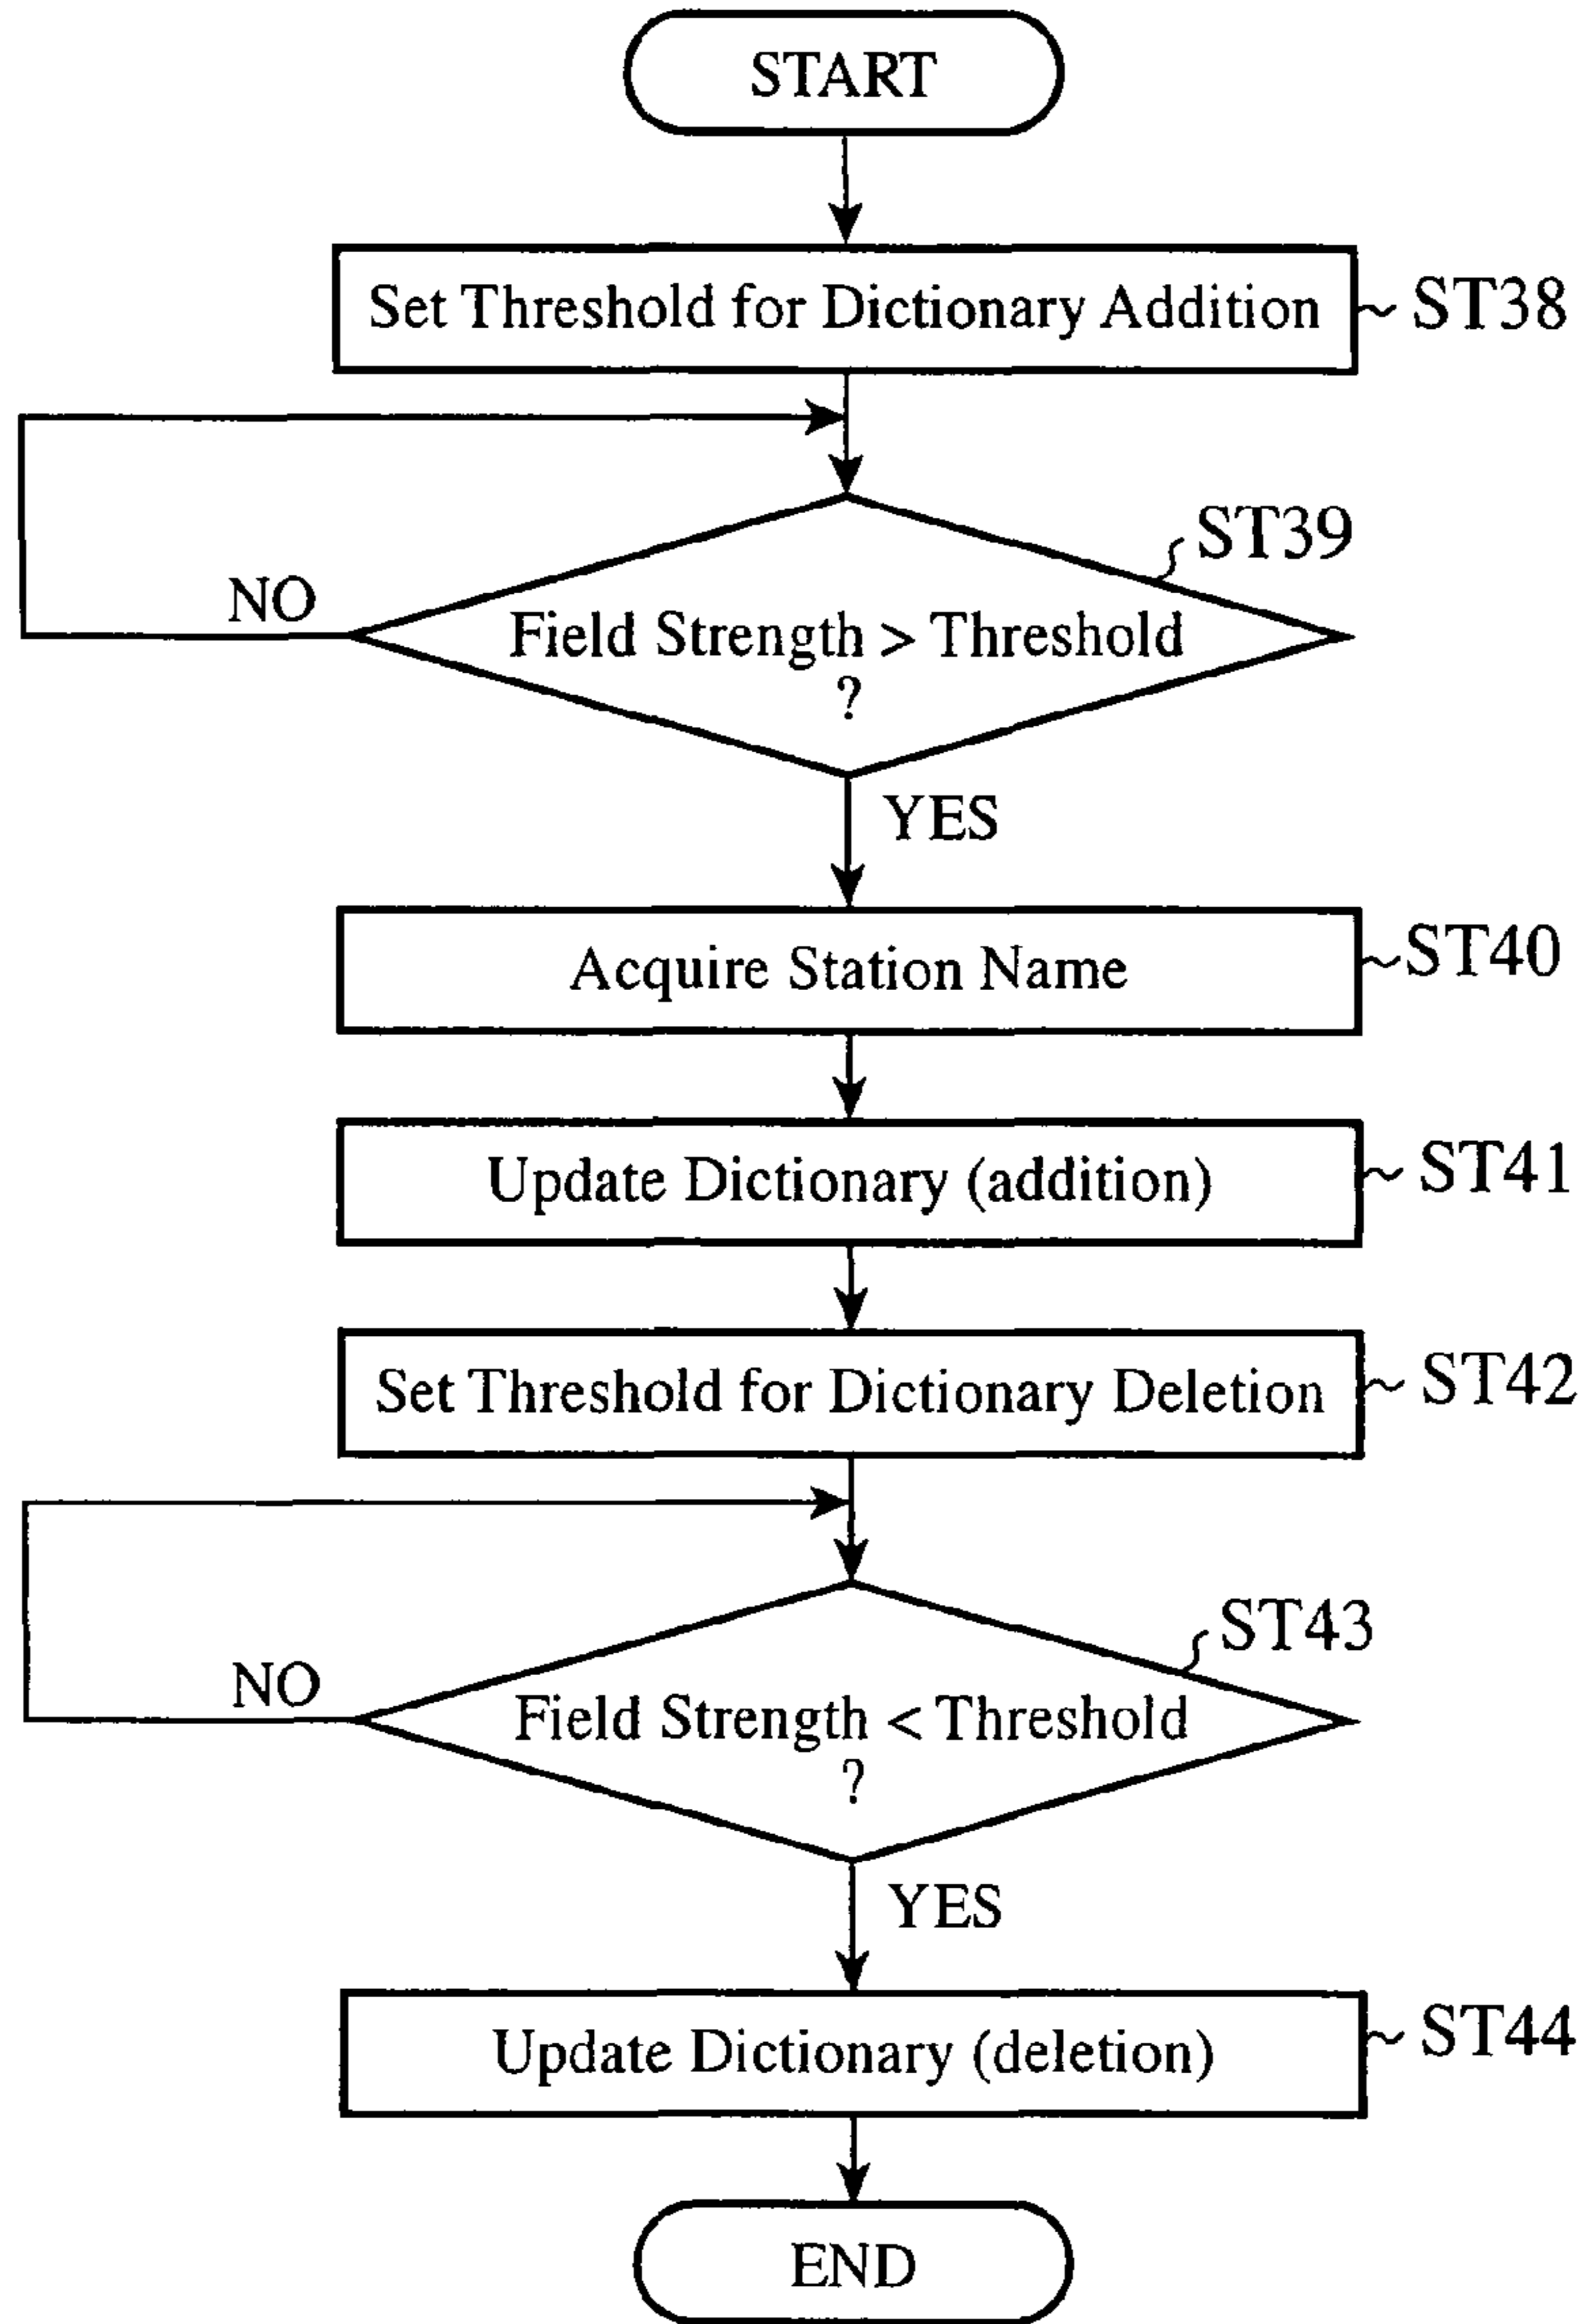 START
Set Threshold for Dictionary Addition
ST38
ST39
NO
Field Strength > Threshold
?
YES
Acquire Station Name
ST40
Update Dictionary (addition)
ST41
Set Threshold for Dictionary Deletion
ST42
ST43
NO
Field Strength < Threshold
?
YES
Update Dictionary (deletion)
ST44
END